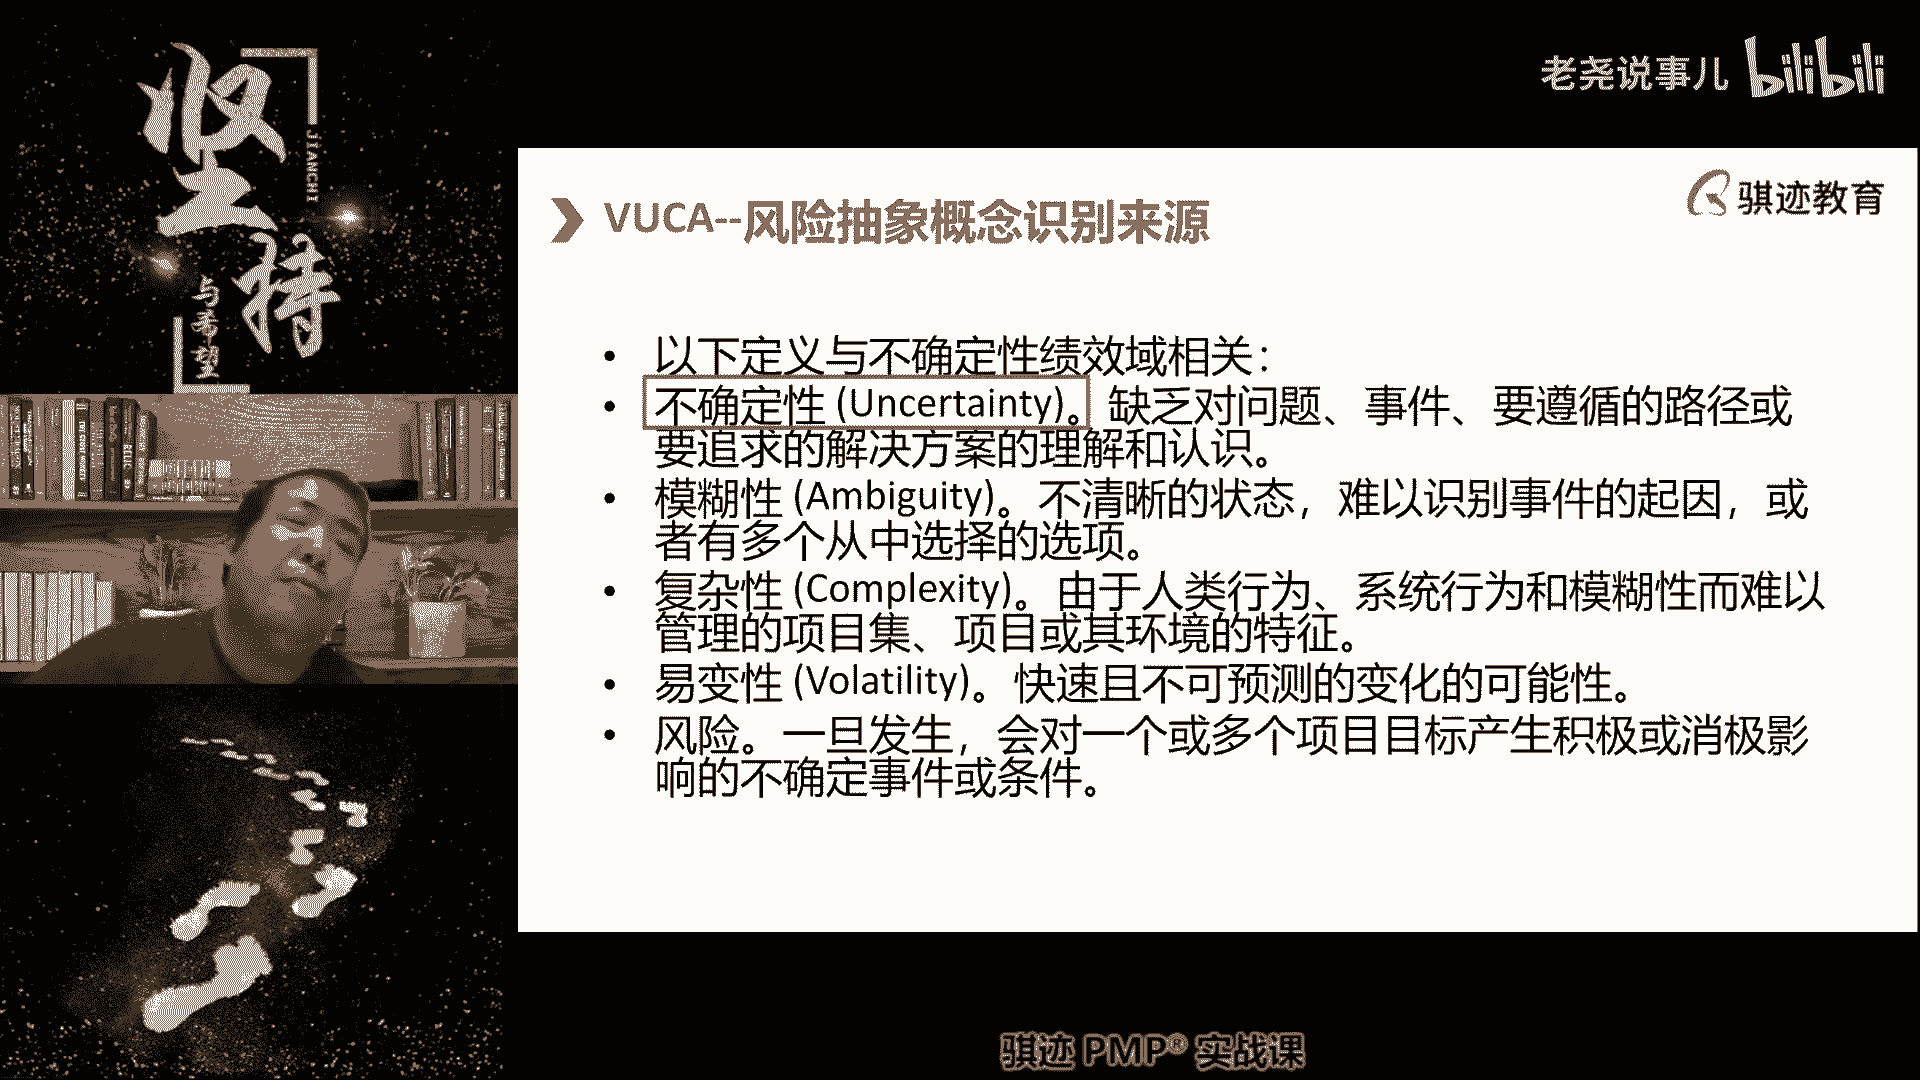 坚持
JIANCHI
与希望
老尧说事儿 bilibili
骐迹教育
VUCA--风险抽象概念识别来源
• 以下定义与不确定性绩效域相关：
• 不确定性 (Uncertainty)。缺乏对问题、事件、要遵循的路径或
要追求的解决方案的理解和认识。
• 模糊性 (Ambiguity)。不清晰的状态，难以识别事件的起因，或
者有多个从中选择的选项。
• 复杂性 (Complexity)。由于人类行为、系统行为和模糊性而难以
管理的项目集、项目或其环境的特征。
• 易变性 (Volatility)。快速且不可预测的变化的可能性。
• 风险。一旦发生，会对一个或多个项目目标产生积极或消极影
响的不确定事件或条件。
骐迹 PMP® 实战课